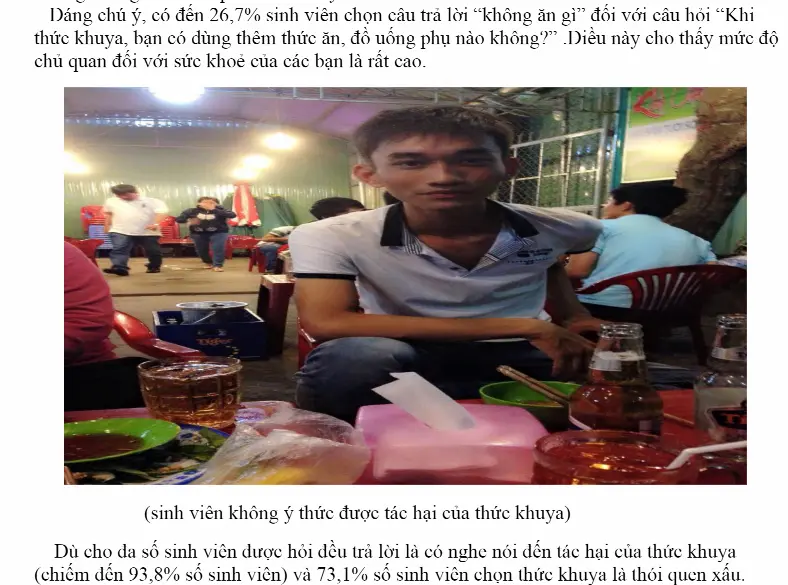 Đáng chú ý, có đến 26,7% sinh viên chọn câu trả lời “không ăn gì” đối với câu hỏi “Khi
thức khuya, bạn có dùng thêm thức ăn, đồ uống phụ nào không?” .Điều này cho thấy mức độ
chủ quan đối với sức khoẻ của các bạn là rất cao.
Tiger
(sinh viên không ý thức được tác hại của thức khuya)
Dù cho đa số sinh viên được hỏi đều trả lời là có nghe nói đến tác hại của thức khuya
(chiếm đến 93,8% số sinh viên) và 73,1% số sinh viên chọn thức khuya là thói quen xấu.